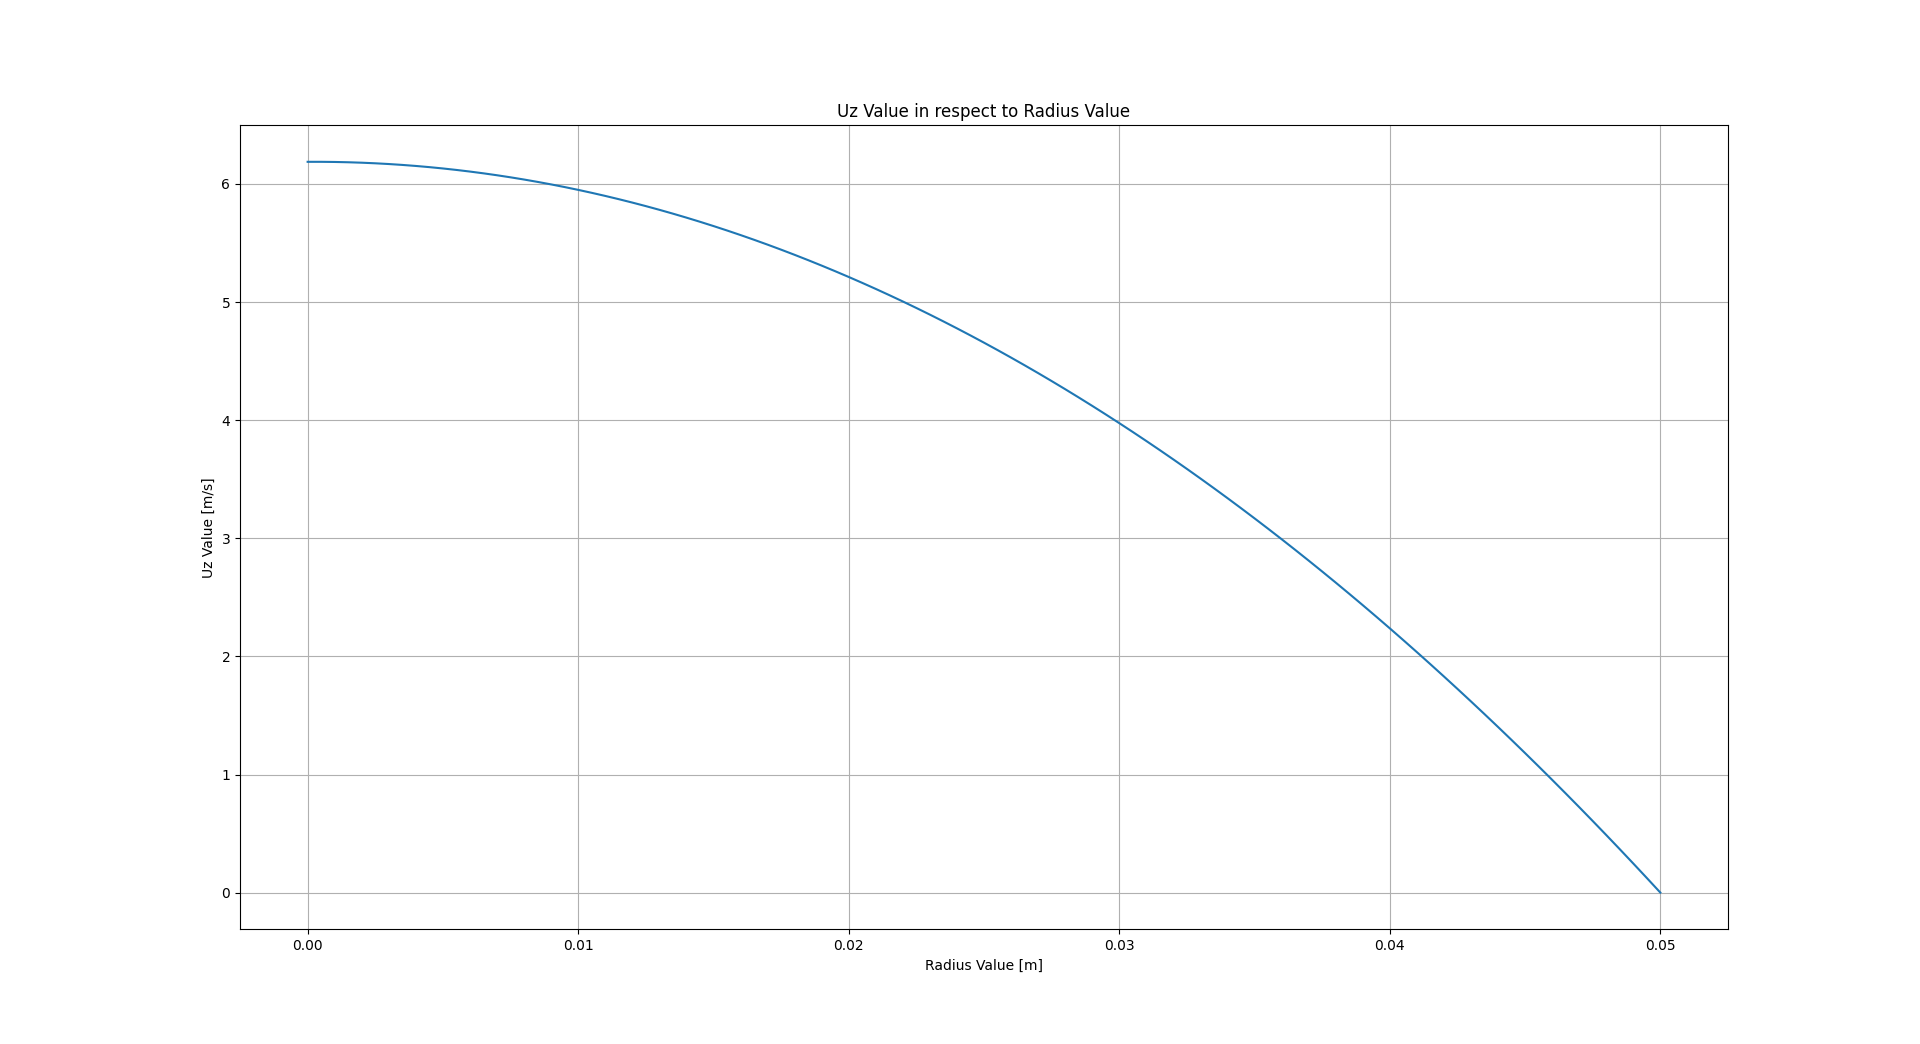 Uz Value in respect to Radius Value
6
5
4
3
2
1
0
Uz Value [m/s]
0.00 0.01 0.02 0.03 0.04 0.05
Radius Value [m]